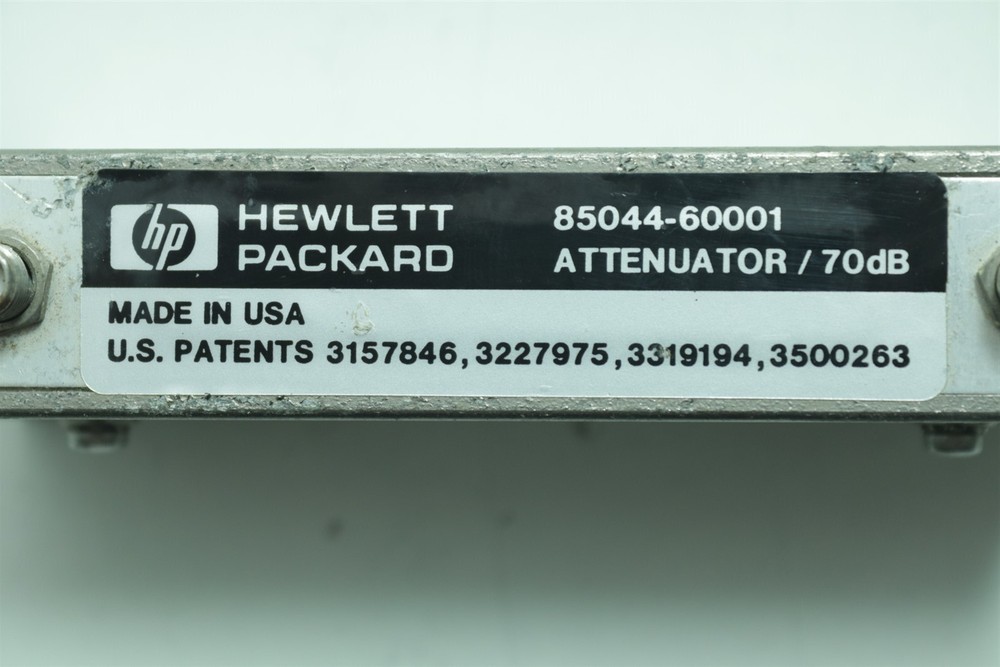 hp HEWLETT PACKARD
85044-60001
ATTENUATOR / 70dB
MADE IN USA
U.S. PATENTS 3157846, 3227975, 3319194, 3500263